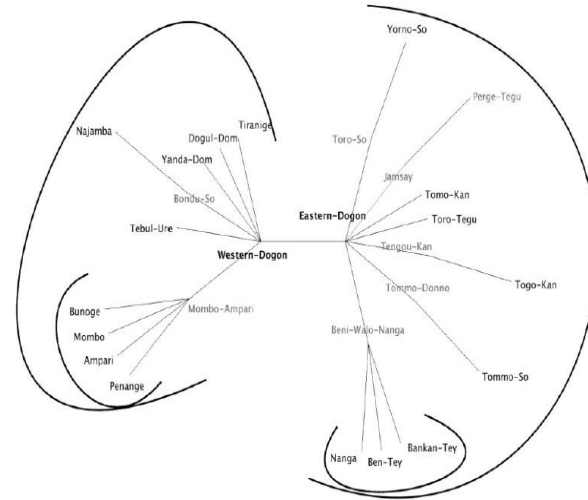 Yorno-So
Perge-Tegu
Tiranige
Najamba
Dogul-Dom
Toro-So
Yanda-Dom
Jamsay
Bondu-So
Tomo-Kan
Eastern-Dogon
Toro-Tegu
Tebul-Ure
Tengou-Kan
Western-Dogon
Togo-Kan
Tommo-Donno
Mombo-Ampari
Bunoge
Beni-Walo-Nanga
Mombo
Ampari
Tommo-So
Penange
Bankan-Tey
Nanga
Ben-Tey